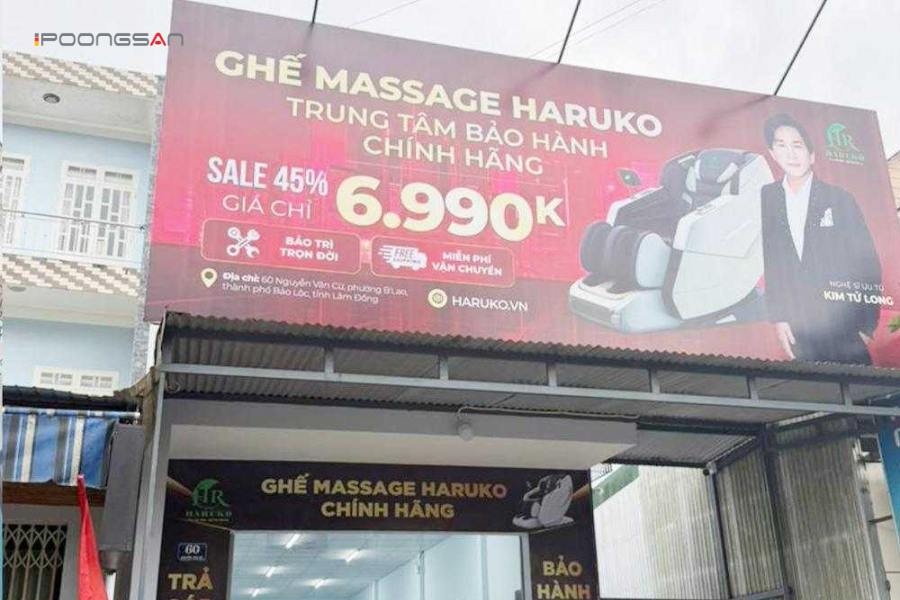 IPOONGSAN
GHẾ MASSAGE HARUKO
TRUNG TÂM BẢO HÀNH
CHÍNH HÃNG
SALE 45%
GIÁ CHỈ
6.990K
BẢO TRÌ
TRỌN ĐỜI
FREE
SHIPPING
MIỄN PHÍ
VẬN CHUYỂN
Địa chỉ: 60 Nguyễn Văn Cừ, phường B'Lao,
thành phố Bảo Lộc, tỉnh Lâm Đồng
HARUKO.VN
HR
HARUKO
NGHỆ SĨ ƯU TÚ
KIM TỬ LONG
HR
HARUKO
GHẾ MASSAGE HARUKO
CHÍNH HÃNG
60
TRẢ
BẢO
HÀNH